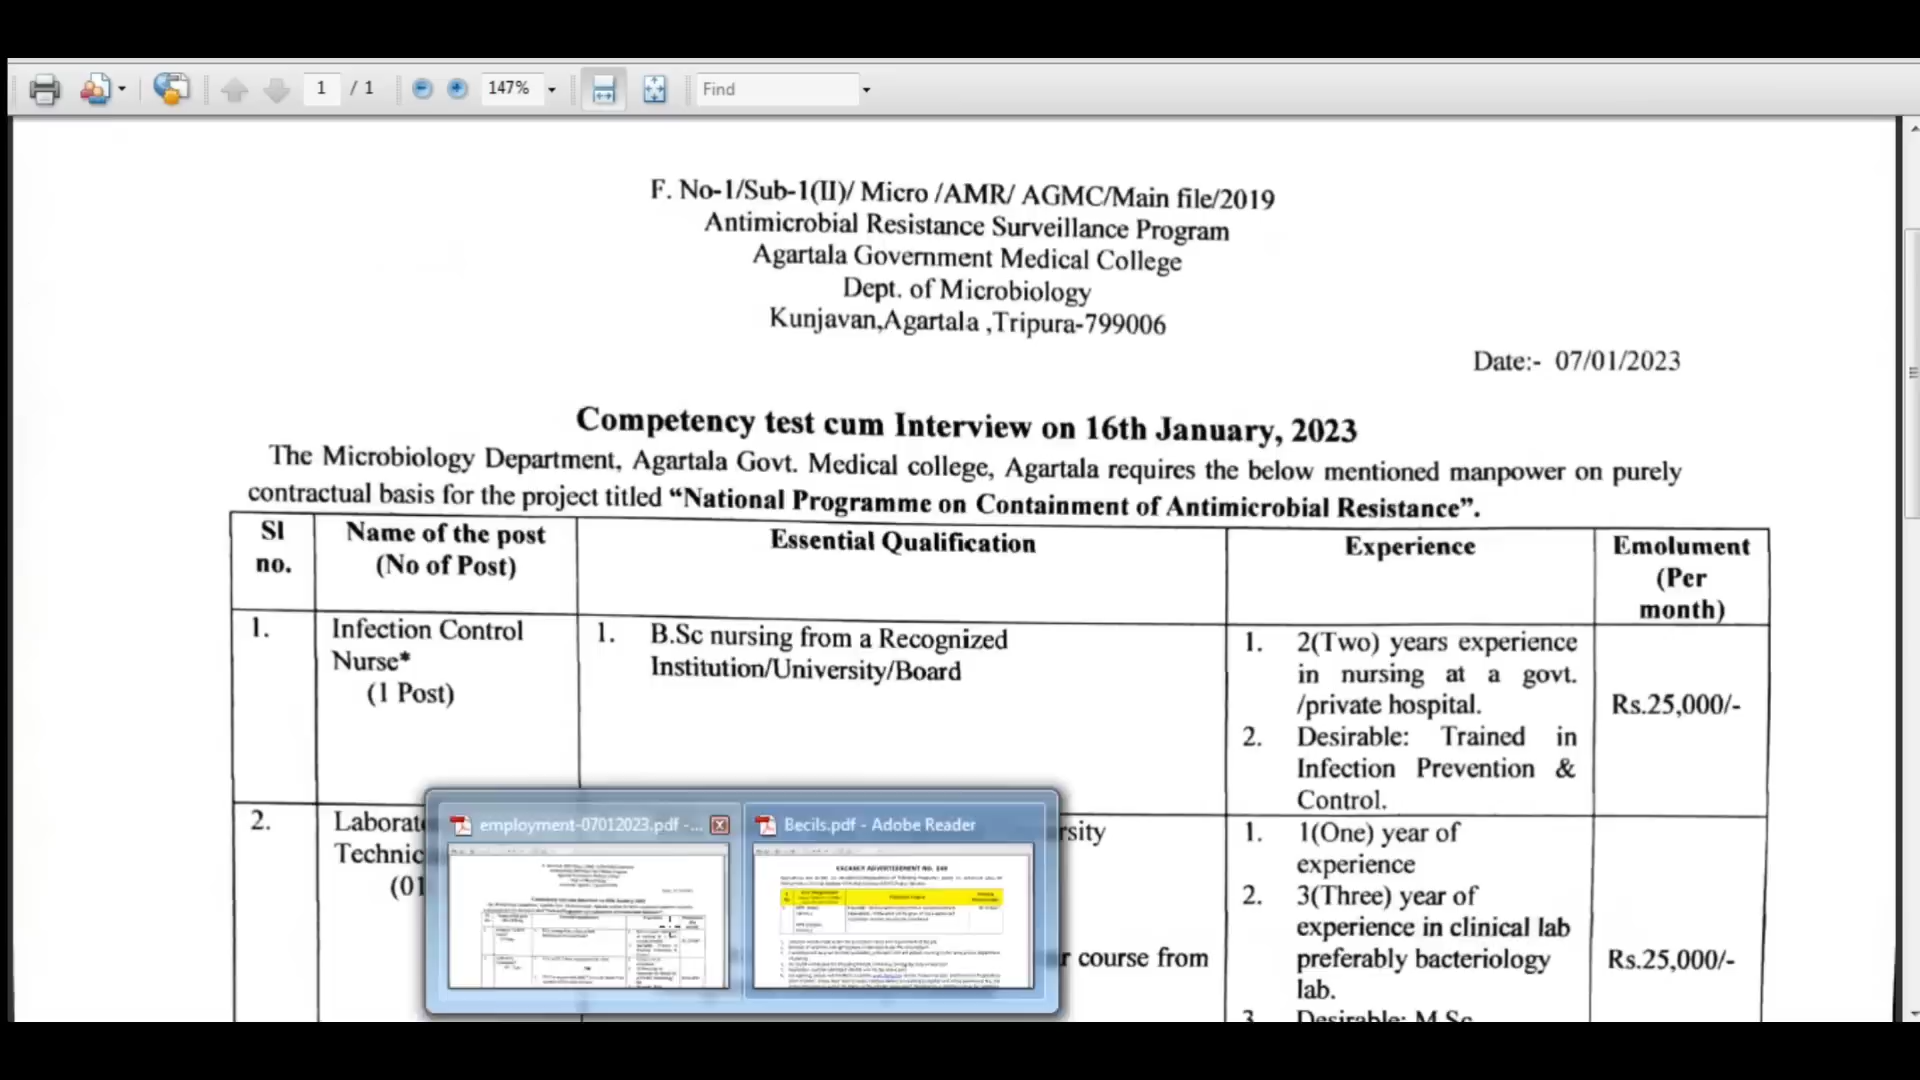 1 / 1
147%
Find
F. No-1/Sub-1(II)/ Micro /AMR/ AGMC/Main file/2019
Antimicrobial Resistance Surveillance Program
Agartala Government Medical College
Dept. of Microbiology
Kunjavan,Agartala ,Tripura-799006
Date:- 07/01/2023
Competency test cum Interview on 16th January, 2023
The Microbiology Department, Agartala Govt. Medical college, Agartala requires the below mentioned manpower on purely
contractual basis for the project titled “National Programme on Containment of Antimicrobial Resistance”.
Sl
no.
Name of the post
(No of Post)
Essential Qualification
Experience
Emolument
(Per
month)
1.
Infection Control
Nurse*
(1 Post)
1. B.Sc nursing from a Recognized
Institution/University/Board
1. 2(Two) years experience
in nursing at a govt.
/private hospital.
2. Desirable: Trained in
Infection Prevention &
Control.
Rs.25,000/-
2.
Laborat
Technic
(01
rsity
r course from
1. 1(One) year of
experience
2. 3(Three) year of
experience in clinical lab
preferably bacteriology
lab.
3. Desirable: M.Sc
Rs.25,000/-
employment-07012023.pdf -...
Becils.pdf - Adobe Reader
VACANCY ADVERTISEMENT NO.